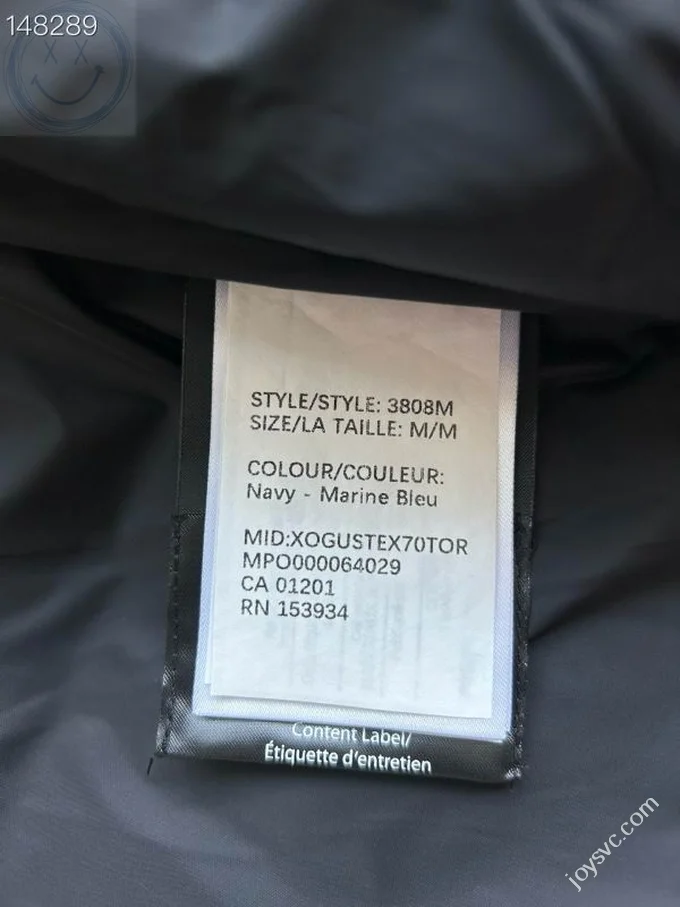 148289
STYLE/STYLE: 3808M
SIZE/LA TAILLE: M/M
COLOUR/COULEUR:
Navy - Marine Bleu
MID:XOGUSTEX70TOR
MPO000064029
CA 01201
RN 153934
Content Label/
Étiquette d'entretien
joysvc.com